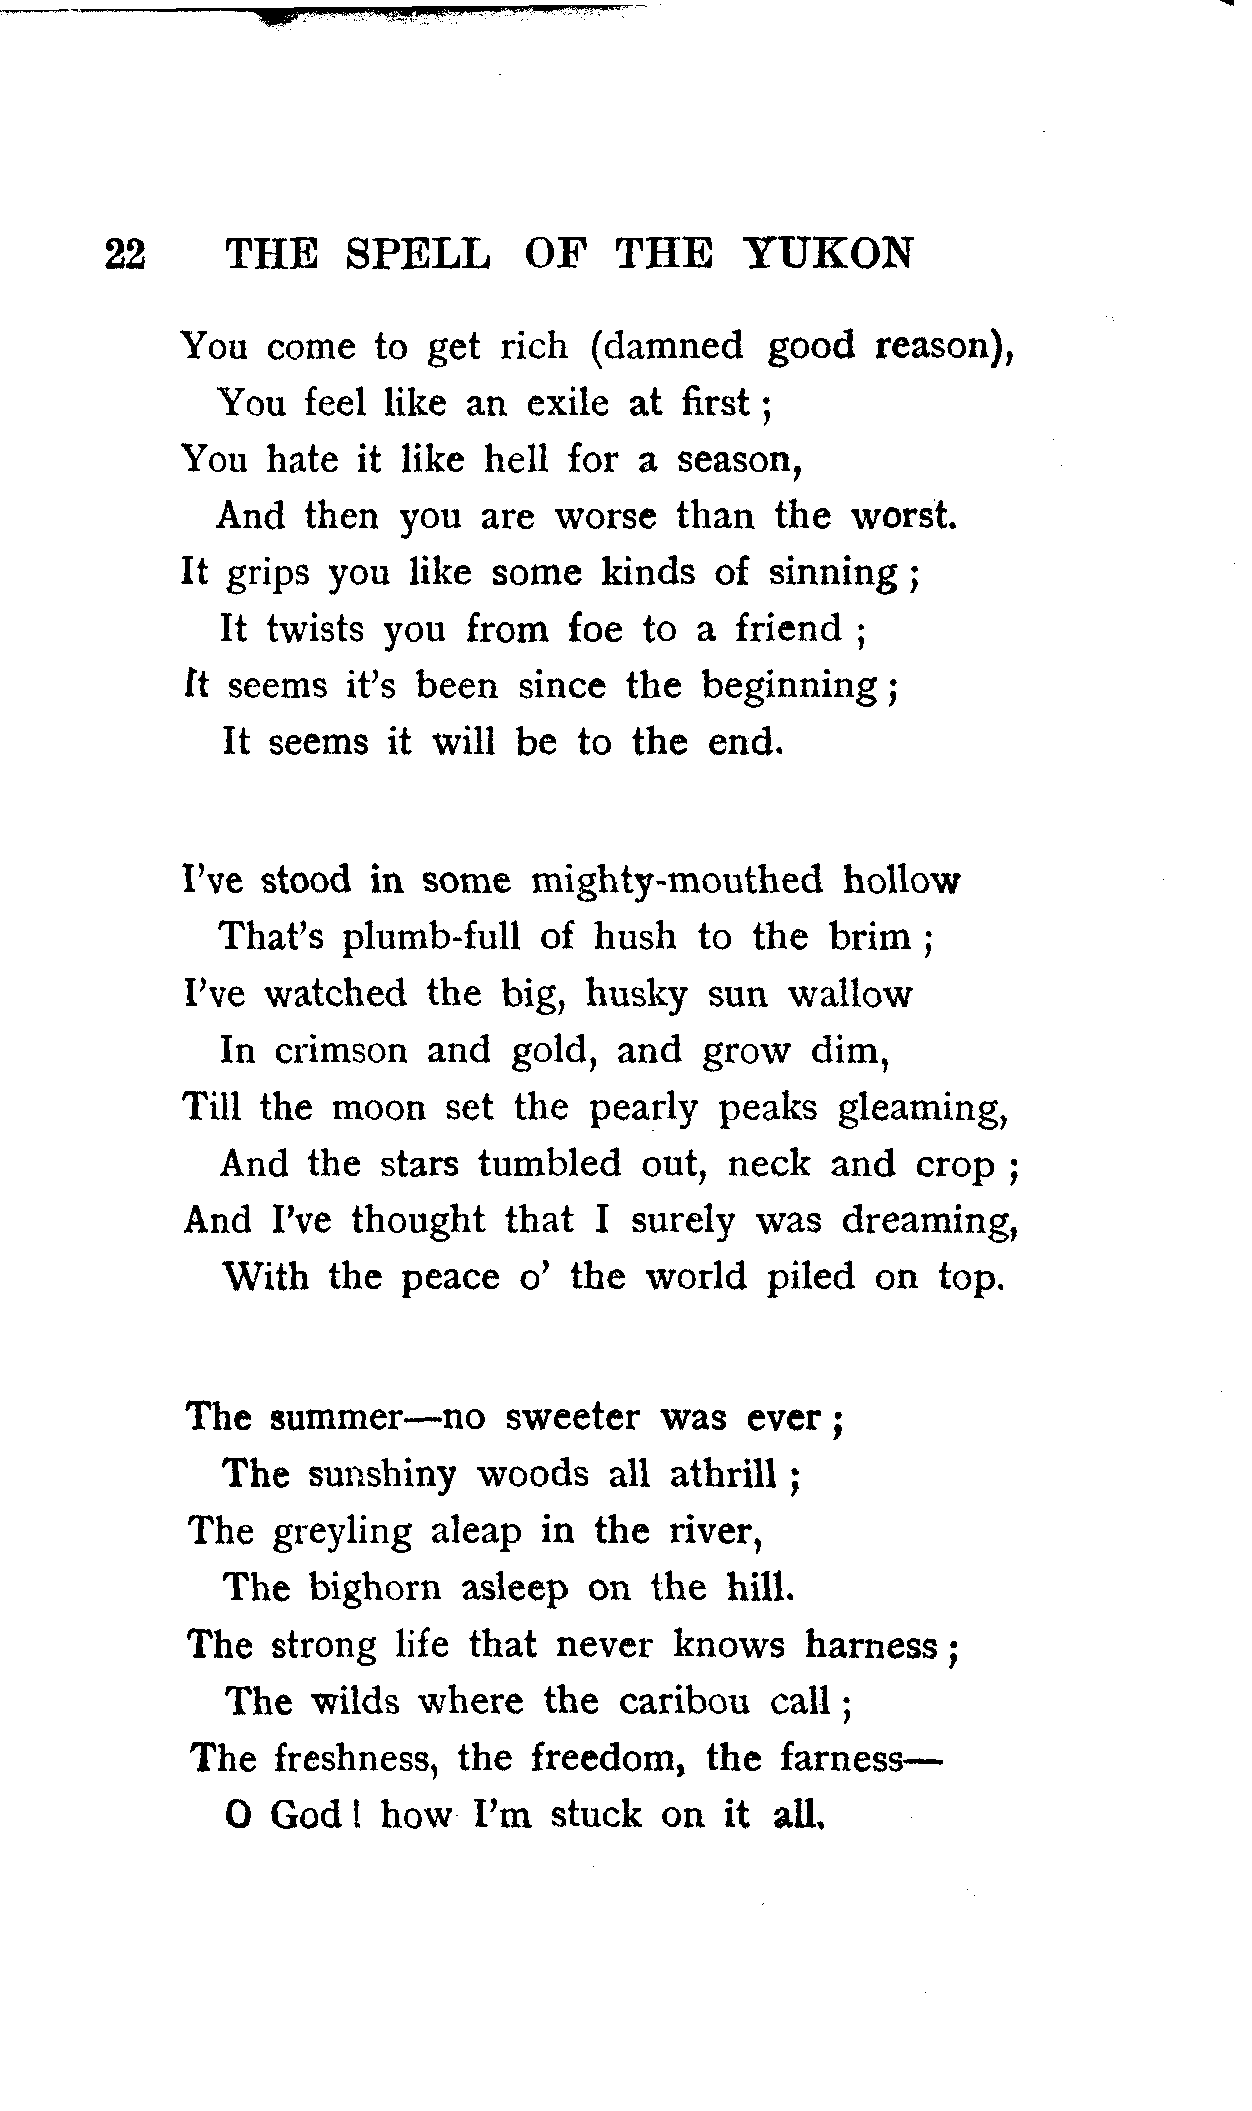 22 THE SPELL OF THE YUKON
You come to get rich (damned good reason),
You feel like an exile at first ;
You hate it like hell for a season,
And then you are worse than the worst.
It grips you like some kinds of sinning ;
It twists you from foe to a friend ;
It seems it's been since the beginning ;
It seems it will be to the end.
I've stood in some mighty-mouthed hollow
That's plumb-full of hush to the brim ;
I've watched the big, husky sun wallow
In crimson and gold, and grow dim,
Till the moon set the pearly peaks gleaming,
And the stars tumbled out, neck and crop ;
And I've thought that I surely was dreaming,
With the peace o' the world piled on top.
The summer—no sweeter was ever ;
The sunshiny woods all athrill ;
The greyling aleap in the river,
The bighorn asleep on the hill.
The strong life that never knows harness ;
The wilds where the caribou call ;
The freshness, the freedom, the farness—
O God ! how I'm stuck on it all.